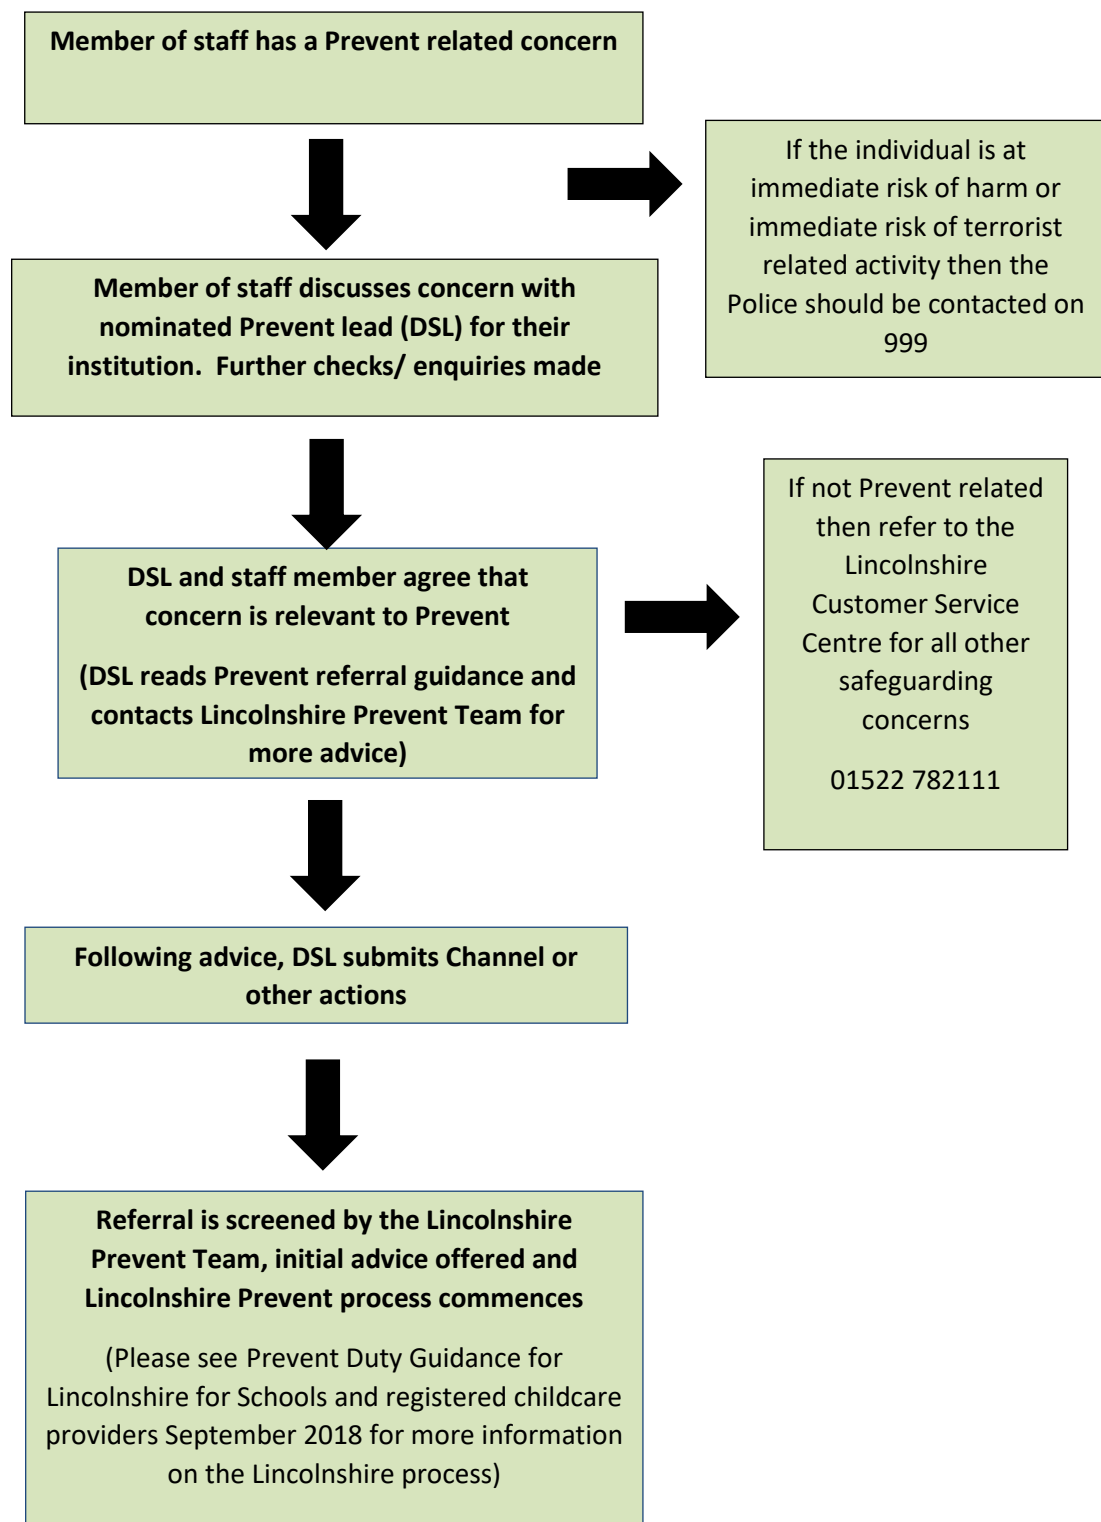 Member of staff has a Prevent related concern
If the individual is at
immediate risk of harm or
immediate risk of terrorist
related activity then the
Police should be contacted on
999
Member of staff discusses concern with
nominated Prevent lead (DSL) for their
institution.  Further checks/ enquiries made
DSL and staff member agree that
concern is relevant to Prevent
(DSL reads Prevent referral guidance and
contacts Lincolnshire Prevent Team for
more advice)
If not Prevent related
then refer to the
Lincolnshire
Customer Service
Centre for all other
safeguarding
concerns
01522 782111
Following advice, DSL submits Channel or
other actions
Referral is screened by the Lincolnshire
Prevent Team, initial advice offered and
Lincolnshire Prevent process commences
(Please see Prevent Duty Guidance for
Lincolnshire for Schools and registered childcare
providers September 2018 for more information
on the Lincolnshire process)